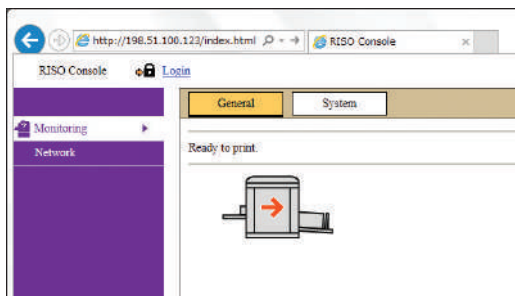 http://198.51.100.123/index.html
RISO Console
RISO Console
Login
General
System
Monitoring
Network
Ready to print.